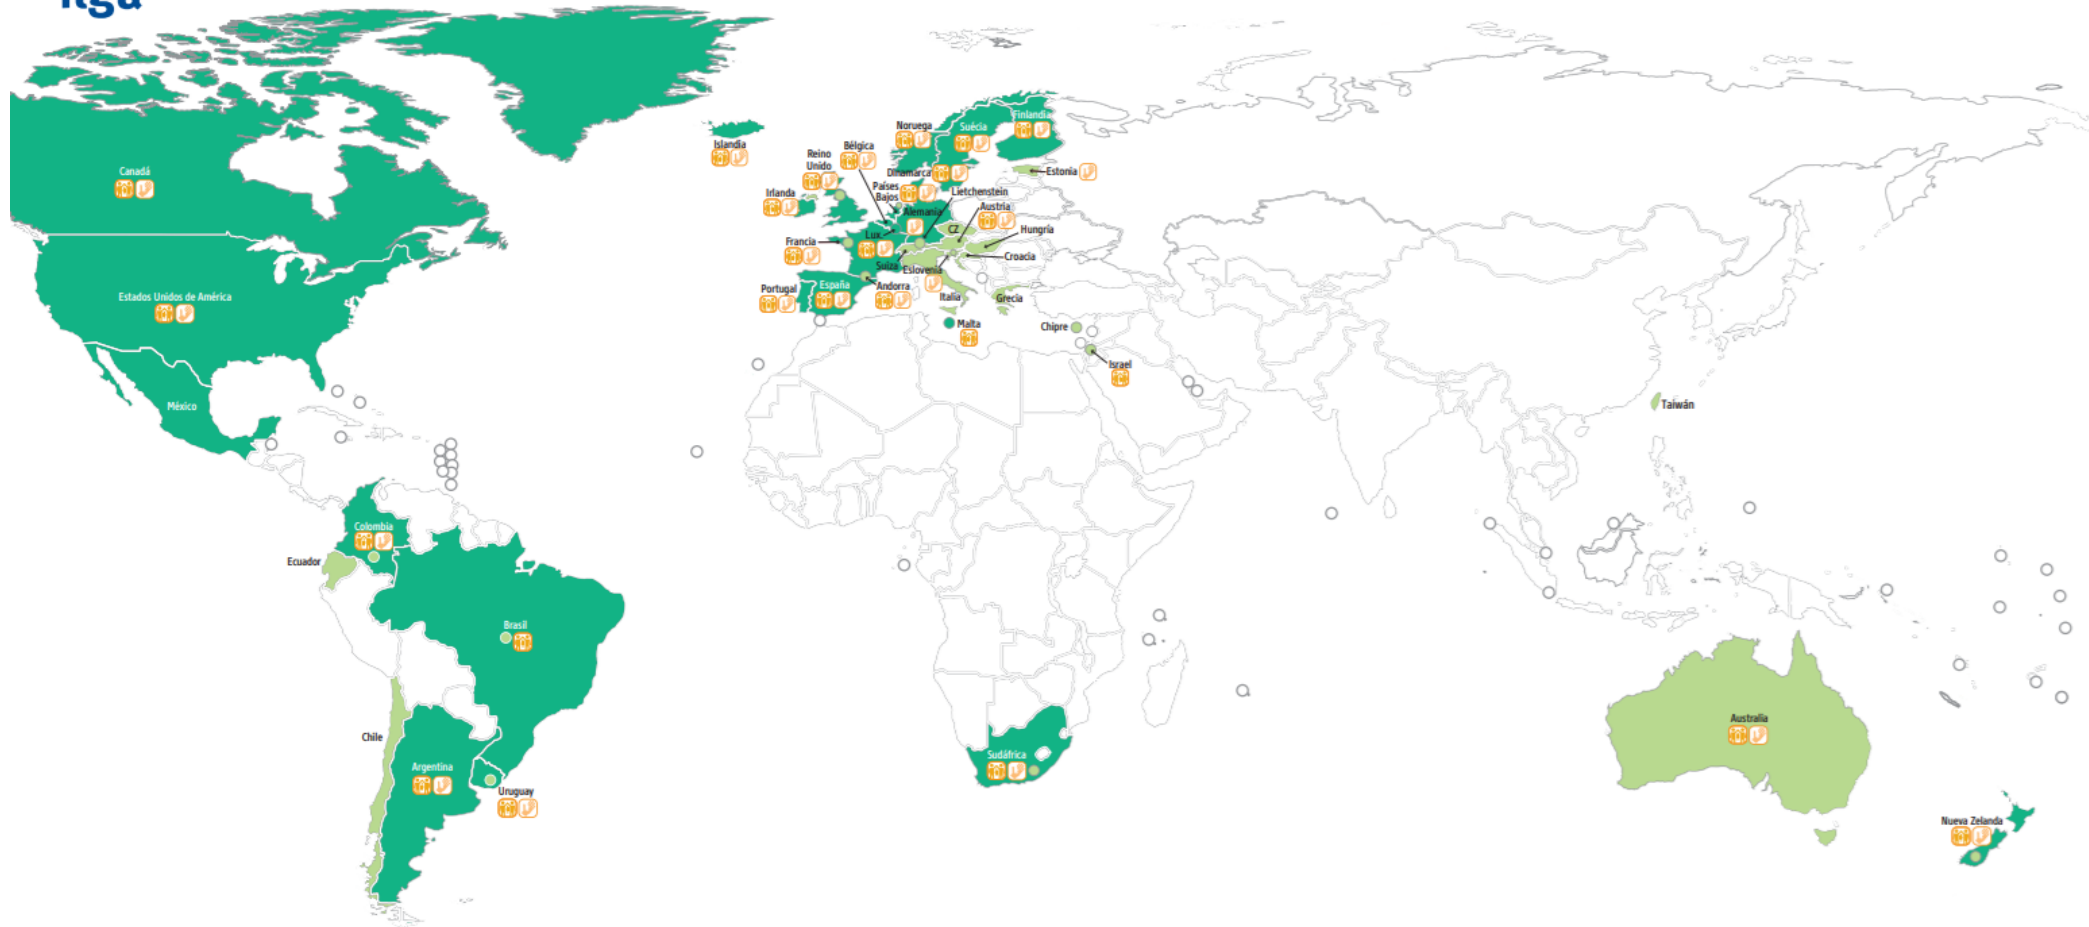 ilga
Canadá
Estados Unidos de América
México
Colombia
Ecuador
Brasil
Chile
Argentina
Uruguay
Islandia
Noruega
Suécia
Finlandia
Bélgica
Reino
Unido
Dinamarca
Estonia
Irlanda
Países
Bajos
Lietchenstein
Alemania
Austria
Francia
Lux
CZ
Hungría
Suiza
Eslovenia
Croacia
Portugal
España
Andorra
Italia
Grecia
Malta
Chipre
Israel
Taiwán
Sudáfrica
Australia
Nueva Zelanda